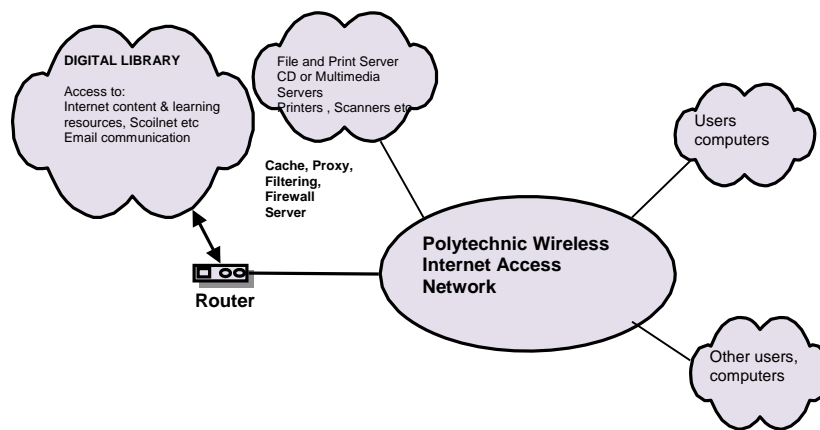 DIGITAL LIBRARY
Access to:
Internet content & learning
resources, Scoilnet etc
Email communication
File and Print Server
CD or Multimedia
Servers
Printers , Scanners etc
Cache, Proxy,
Filtering,
Firewall
Server
Router
Polytechnic Wireless
Internet Access
Network
Users
computers
Other users,
computers